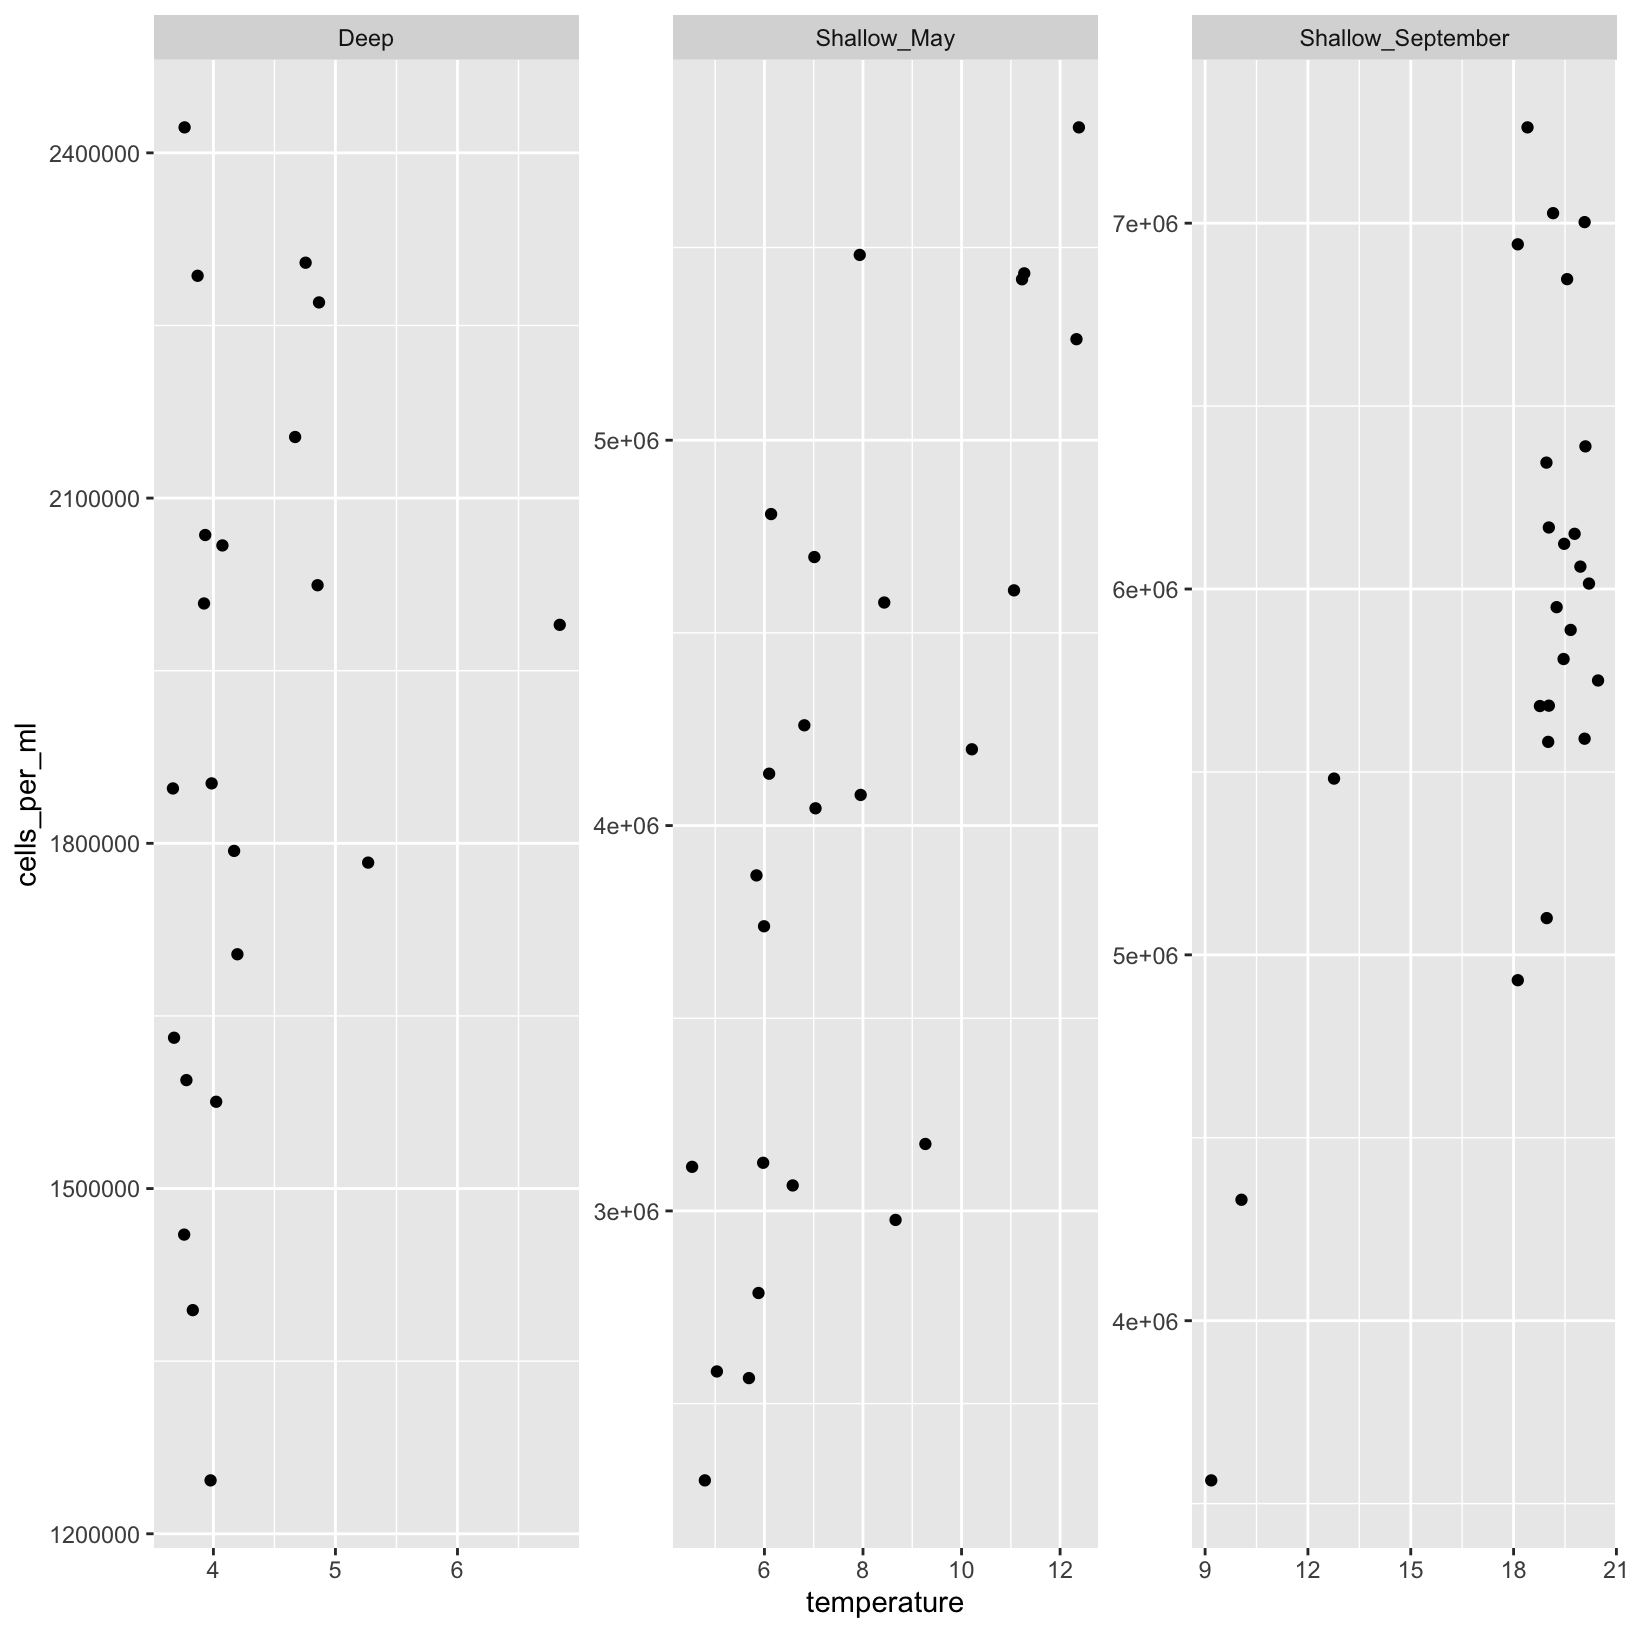 Deep
Shallow_May
Shallow_September
cells_per_ml
2400000
2100000
1800000
1500000
1200000
4 5 6
5e+06
4e+06
3e+06
6 8 10 12
7e+06
6e+06
5e+06
4e+06
9 12 15 18 21
temperature